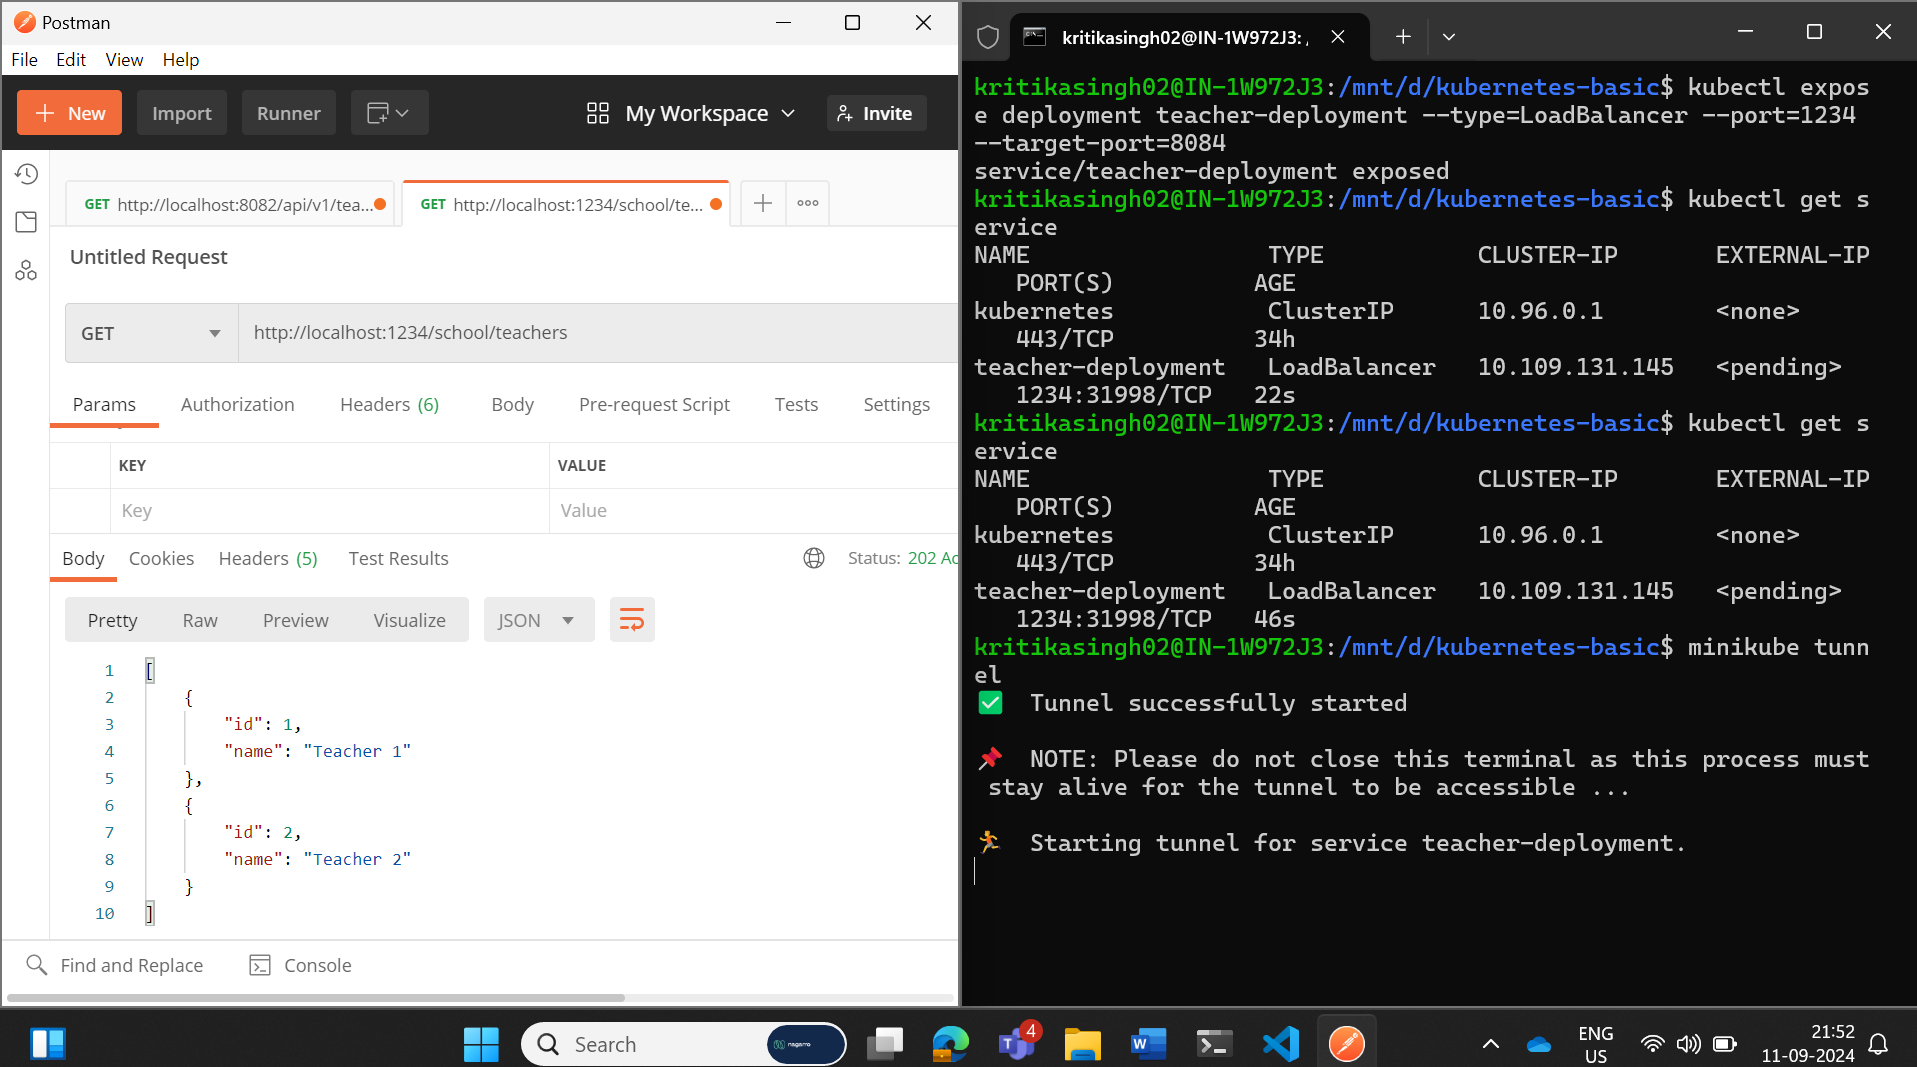 Postman
File Edit View Help
New Import Runner My Workspace Invite
GET http://localhost:8082/api/v1/tea... GET http://localhost:1234/school/te...
Untitled Request
GET http://localhost:1234/school/teachers
Params Authorization Headers (6) Body Pre-request Script Tests Settings
KEY VALUE
Key Value
Body Cookies Headers (5) Test Results Status: 202 Ac
Pretty Raw Preview Visualize JSON
1 [
2 {
3 "id": 1,
4 "name": "Teacher 1"
5 },
6 {
7 "id": 2,
8 "name": "Teacher 2"
9 }
10 ]
Find and Replace Console
kritikasingh02@IN-1W972J3: /
kritikasingh02@IN-1W972J3:/mnt/d/kubernetes-basic$ kubectl expos
e deployment teacher-deployment --type=LoadBalancer --port=1234
--target-port=8084
service/teacher-deployment exposed
kritikasingh02@IN-1W972J3:/mnt/d/kubernetes-basic$ kubectl get s
ervice
NAME TYPE CLUSTER-IP EXTERNAL-IP
PORT(S) AGE
kubernetes ClusterIP 10.96.0.1 <none>
443/TCP 34h
teacher-deployment LoadBalancer 10.109.131.145 <pending>
1234:31998/TCP 22s
kritikasingh02@IN-1W972J3:/mnt/d/kubernetes-basic$ kubectl get s
ervice
NAME TYPE CLUSTER-IP EXTERNAL-IP
PORT(S) AGE
kubernetes ClusterIP 10.96.0.1 <none>
443/TCP 34h
teacher-deployment LoadBalancer 10.109.131.145 <pending>
1234:31998/TCP 46s
kritikasingh02@IN-1W972J3:/mnt/d/kubernetes-basic$ minikube tunn
el
✅ Tunnel successfully started
📌 NOTE: Please do not close this terminal as this process must
stay alive for the tunnel to be accessible ...
🏃 Starting tunnel for service teacher-deployment.
Search nagarro 4 ENG 21:52
US 11-09-2024